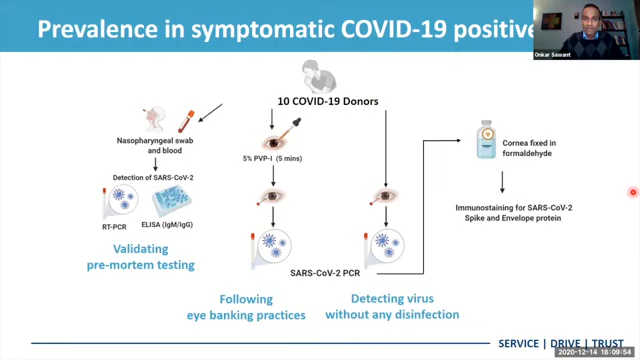 Prevalence in symptomatic COVID-19 positive
Onkar Sawant
10 COVID-19 Donors
Nasopharyngeal swab
and blood
Detection of SARS-CoV-2
RT-PCR
ELISA (IgM/IgG)
Validating
pre-mortem testing
5% PVP-I (5 mins)
SARS-CoV-2 PCR
Following
eye banking practices
Detecting virus
without any disinfection
Cornea fixed in
formaldehyde
Immunostaining for SARS-CoV-2
Spike and Envelope protein
SERVICE | DRIVE | TRUST
2020-12-14 18:09:54